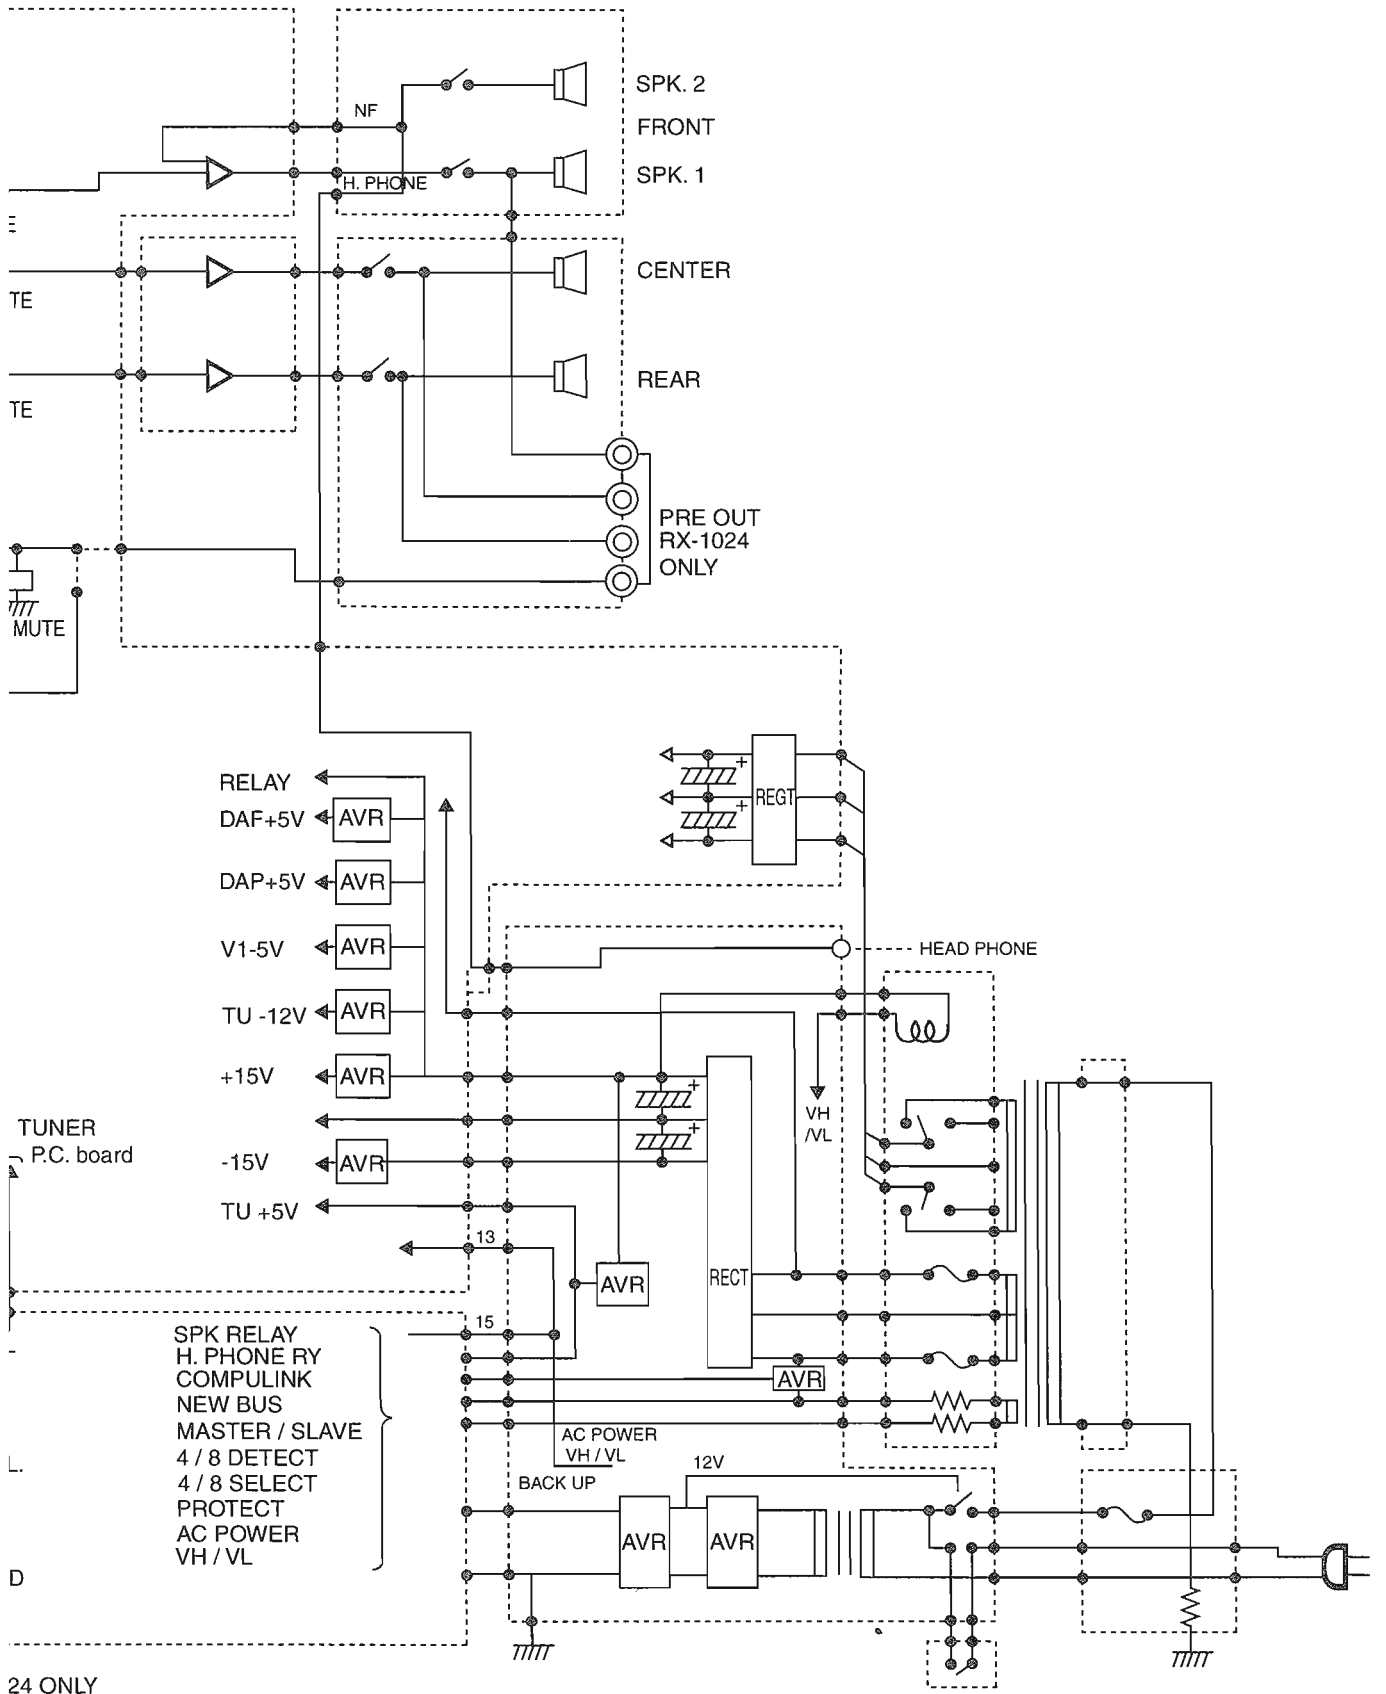 SPK. 2
NF
FRONT
SPK. 1
H. PHONE
CENTER
TE
REAR
TE
PRE OUT
RX-1024
ONLY
MUTE
+
REGT
+
RELAY
DAF+5V
AVR
DAP+5V
AVR
V1-5V
AVR
HEAD PHONE
TU -12V
AVR
+15V
AVR
+
VH
/VL
+
TUNER
P.C. board
-15V
AVR
TU +5V
13
AVR
RECT
15
SPK RELAY
H. PHONE RY
COMPULINK
NEW BUS
MASTER / SLAVE
4 / 8 DETECT
4 / 8 SELECT
PROTECT
AC POWER
VH / VL
AVR
AC POWER
VH / VL
BACK UP
12V
L.
AVR
AVR
D
24 ONLY